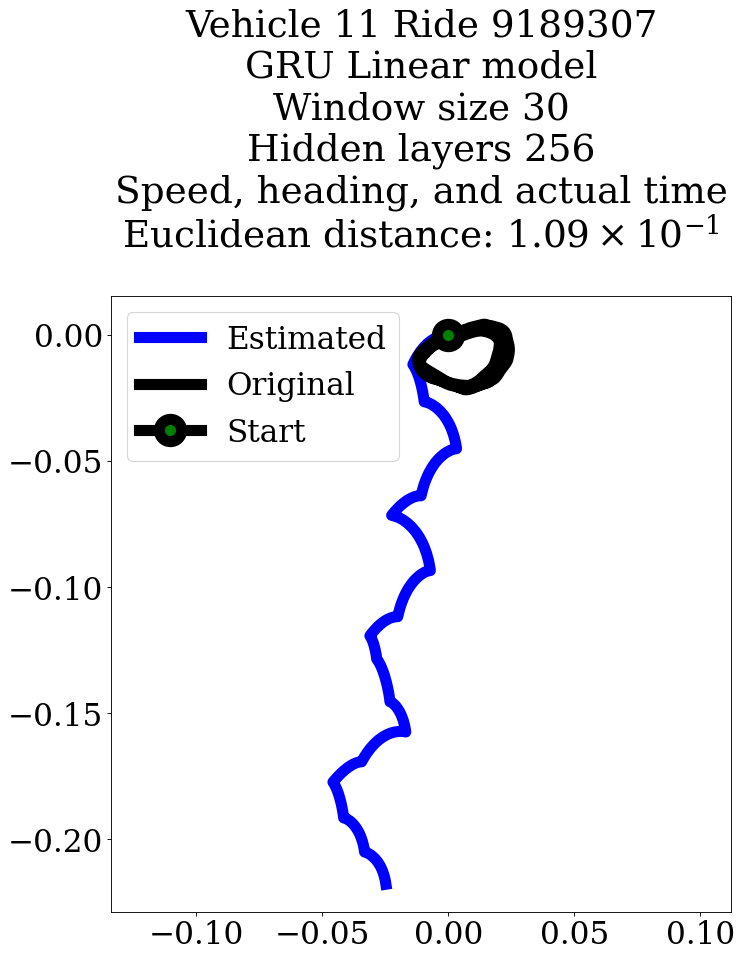 Vehicle 11 Ride 9189307
GRU Linear model
Window size 30
Hidden layers 256
Speed, heading, and actual time
Euclidean distance: 1.09 × 10⁻¹
Estimated
Original
Start
0.00
−0.05
−0.10
−0.15
−0.20
−0.10 −0.05 0.00 0.05 0.10